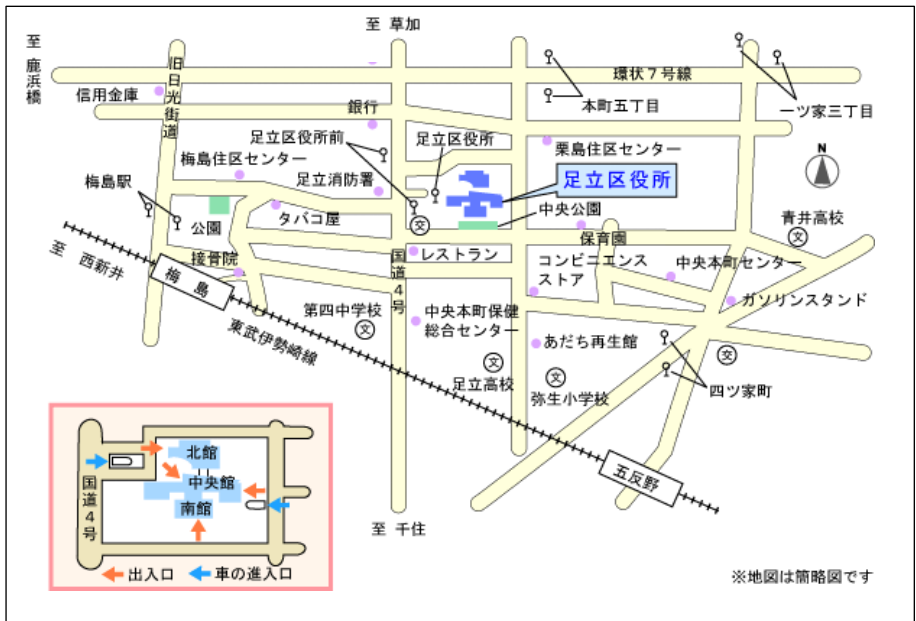 至 草加
至 鹿浜橋
旧日光街道
環状７号線
信用金庫
銀行
本町五丁目
一ツ家三丁目
足立区役所前
足立区役所
栗島住区センター
N
梅島住区センター
足立消防署
足立区役所
梅島駅
公園
タバコ屋
交
中央公園
青井高校
文
保育園
至 西新井
接骨院
国道４号
レストラン
コンビニエンス
ストア
中央本町センター
梅島
東武伊勢崎線
第四中学校
文
中央本町保健
総合センター
ガソリンスタンド
あだち再生館
交
文
足立高校
文
弥生小学校
四ツ家町
五反野
至 千住
国道４号
北館
中央館
南館
出入口
車の進入口
※地図は簡略図です